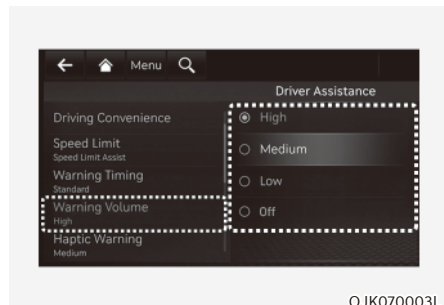 Menu
Driver Assistance
Driving Convenience
Speed Limit
Speed Limit Assist
Warning Timing
Standard
Warning Volume
High
Haptic Warning
Medium
High
Medium
Low
Off
OJK070003L